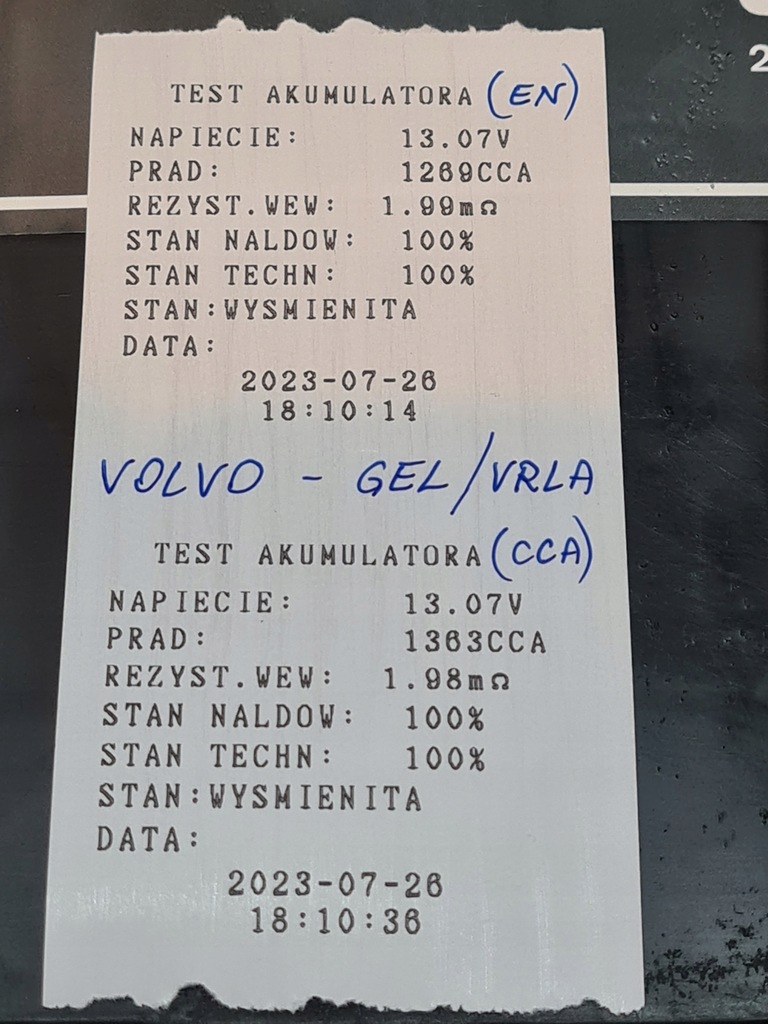 2
TEST AKUMULATORA (EN)
NAPIECIE: 13.07V
PRAD: 1269CCA
REZYST.WEW: 1.99mΩ
STAN NALDOW: 100%
STAN TECHN: 100%
STAN:WYSMIENITA
DATA:
2023-07-26
18:10:14
VOLVO - GEL/VRLA
TEST AKUMULATORA (CCA)
NAPIECIE: 13.07V
PRAD: 1363CCA
REZYST.WEW: 1.98mΩ
STAN NALDOW: 100%
STAN TECHN: 100%
STAN:WYSMIENITA
DATA:
2023-07-26
18:10:36